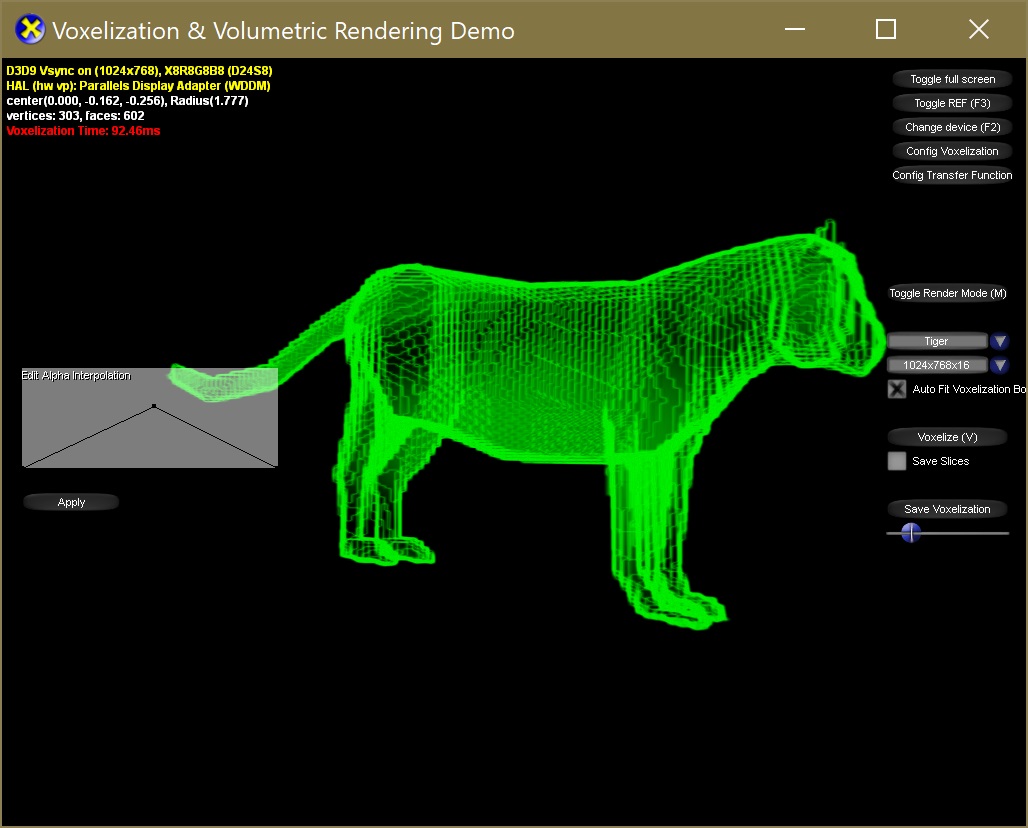 Voxelization & Volumetric Rendering Demo
D3D9 Vsync on (1024x768), X8R8G8B8 (D24S8)
HAL (hw vp): Parallels Display Adapter (WDDM)
center(0.000, -0.162, -0.256), Radius(1.777)
vertices: 303, faces: 602
Voxelization Time: 92.46ms
Toggle full screen
Toggle REF (F3)
Change device (F2)
Config Voxelization
Config Transfer Function
Toggle Render Mode (M)
Tiger
1024x768x16
Auto Fit Voxelization Bo
Voxelize (V)
Save Slices
Save Voxelization
Edit Alpha Interpolation
Apply